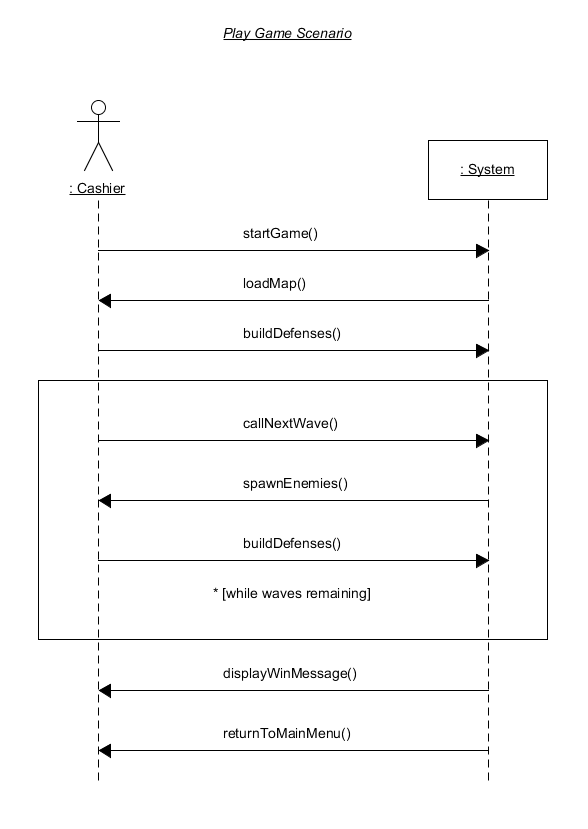 Play Game Scenario
: Cashier
: System
startGame()
loadMap()
buildDefenses()
callNextWave()
spawnEnemies()
buildDefenses()
* [while waves remaining]
displayWinMessage()
returnToMainMenu()